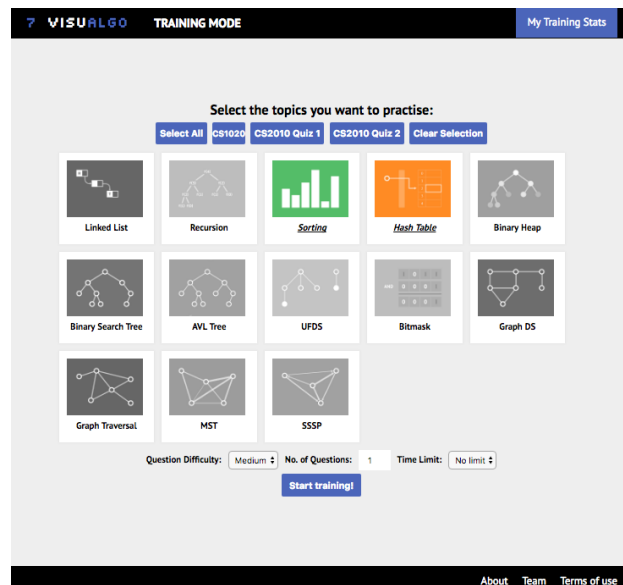 7 VISUALGO TRAINING MODE My Training Stats
Select the topics you want to practise:
Select All CS1020 CS2010 Quiz 1 CS2010 Quiz 2 Clear Selection
Linked List Recursion Sorting Hash Table Binary Heap
Binary Search Tree AVL Tree UFDS Bitmask Graph DS
Graph Traversal MST SSSP
Question Difficulty: Medium No. of Questions: 1 Time Limit: No limit
Start training!
About Team Terms of use